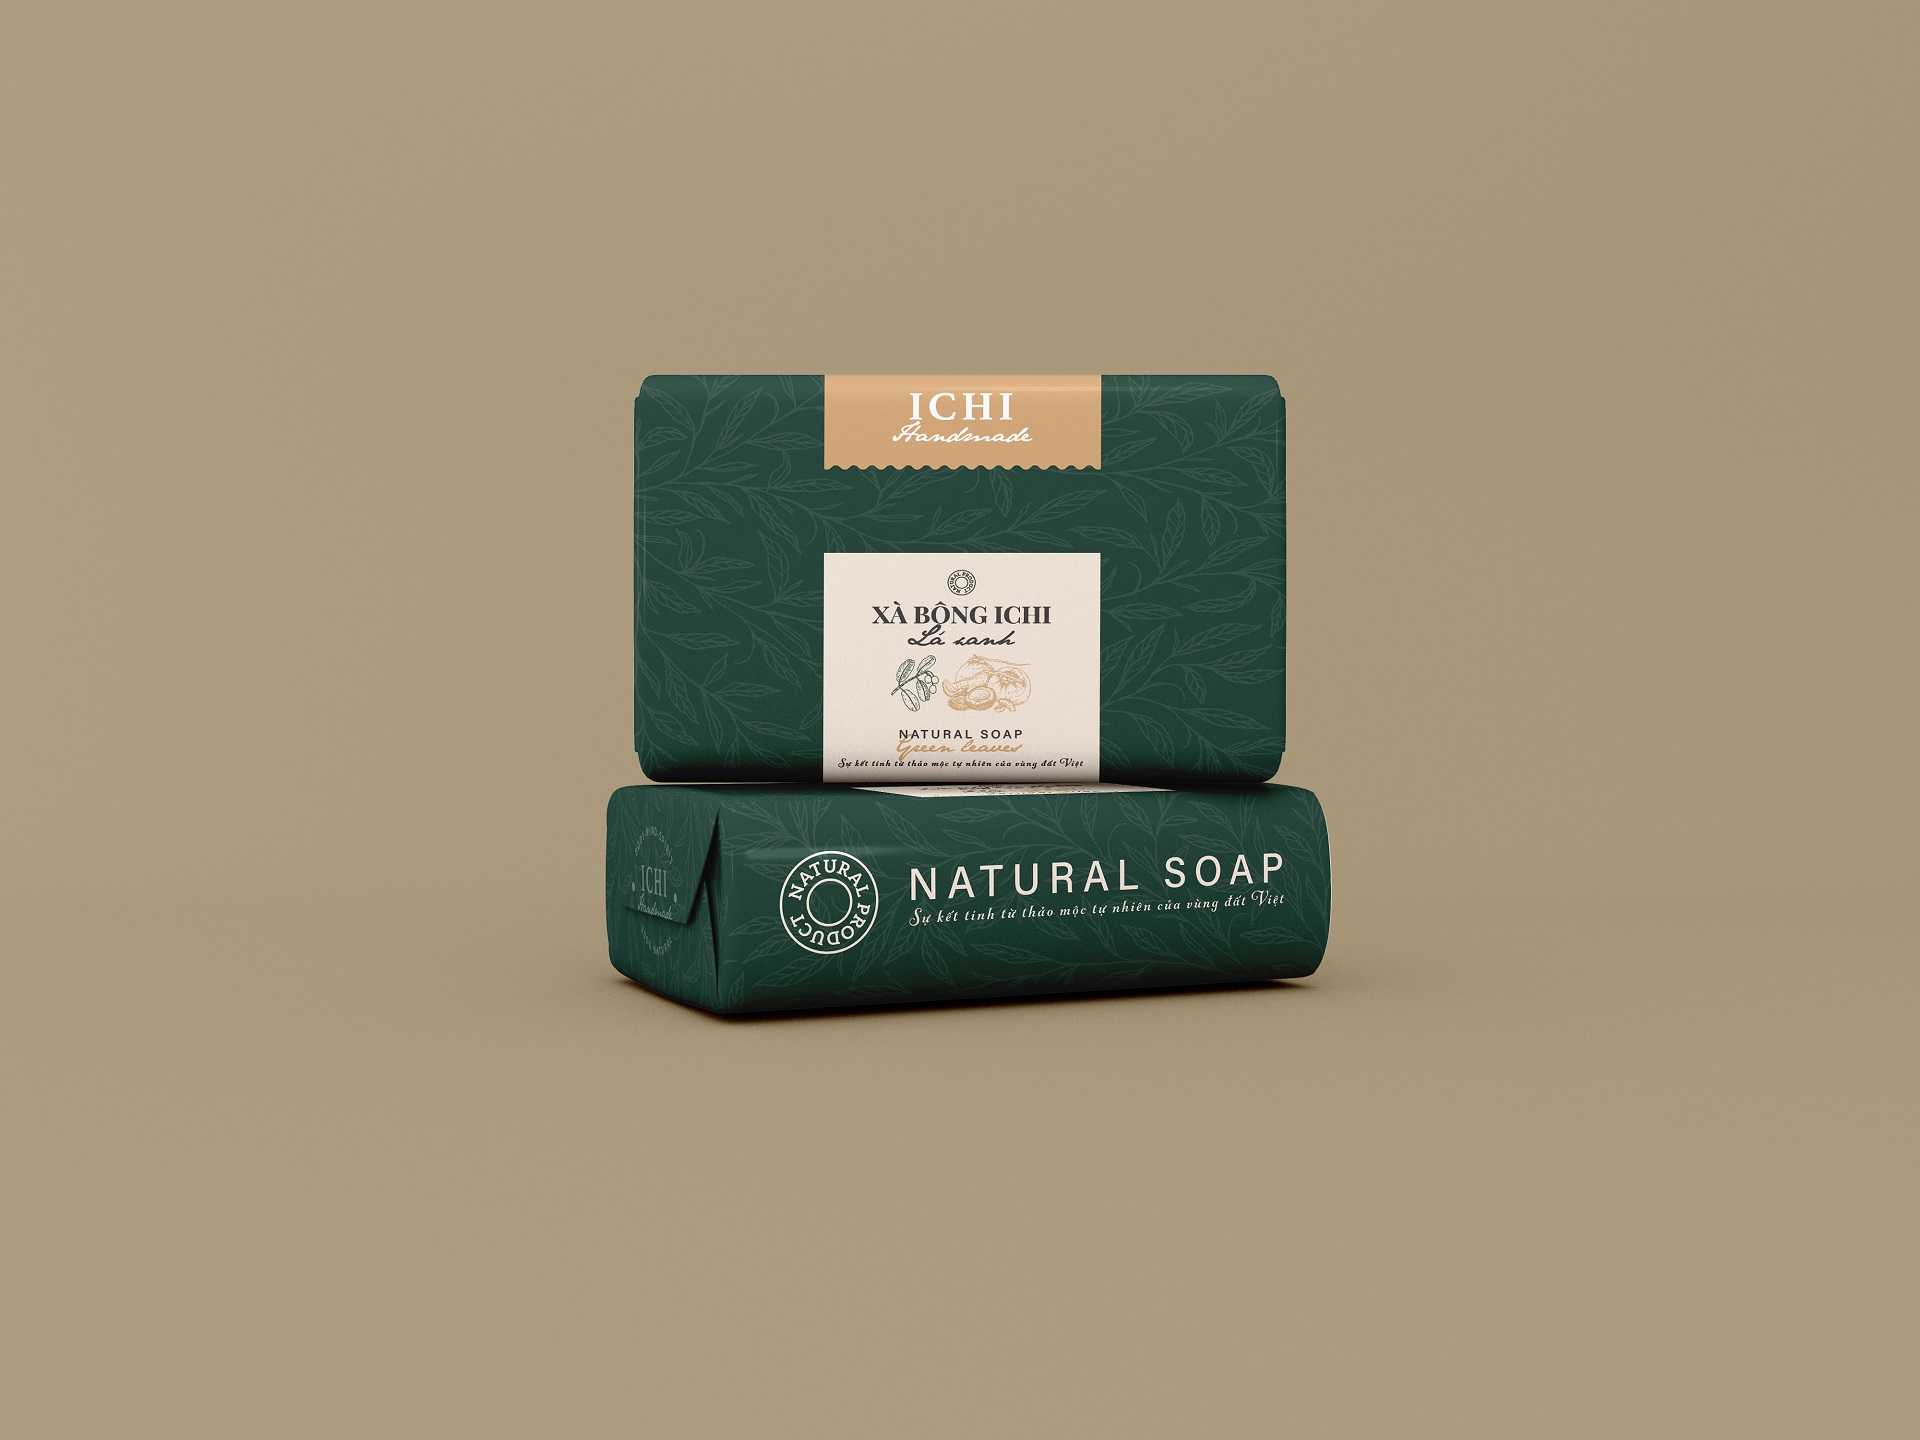 ICHI
Handmade
NATURAL PRODUCT
XÀ BÔNG ICHI
Lá xanh
NATURAL SOAP
Green leaves
Sự kết tinh từ thảo mộc tự nhiên của vùng đất Việt
ICHI
Handmade
NATURAL PRODUCT
NATURAL SOAP
Sự kết tinh từ thảo mộc tự nhiên của vùng đất Việt